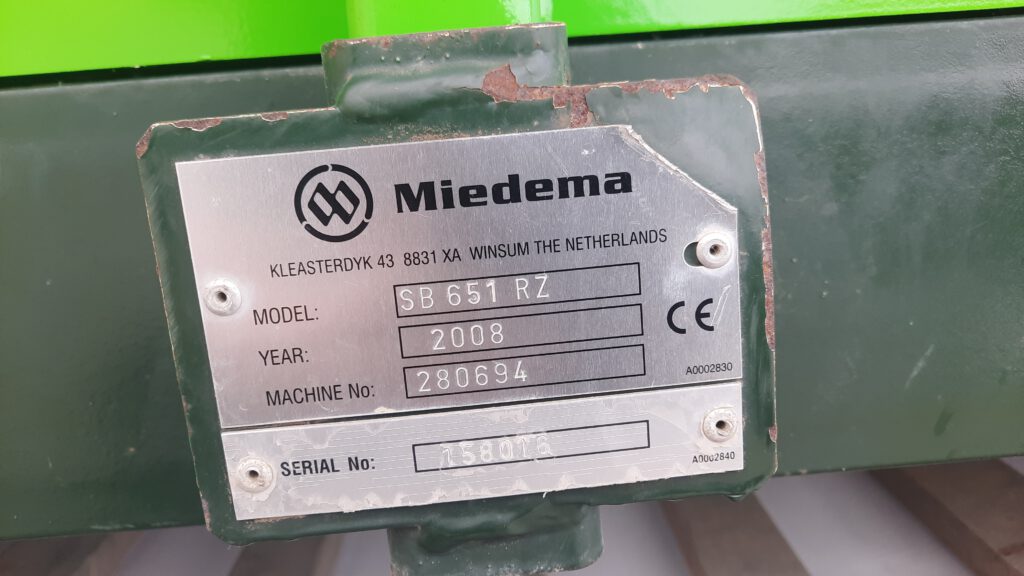 Miedema
KLEASTERDYK 43 8831 XA WINSUM THE NETHERLANDS
MODEL: SB 651 RZ
YEAR: 2008
MACHINE No: 280694
CE
A0002830
SERIAL No:
A0002840